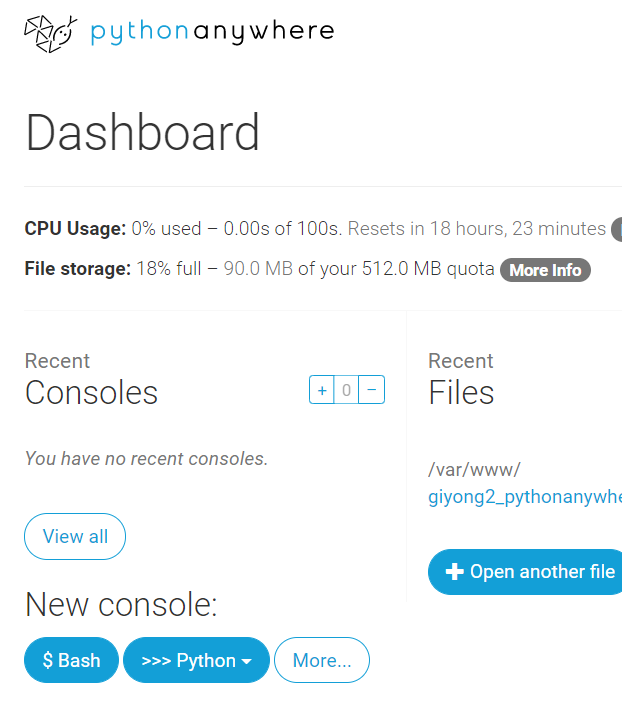 pythonanywhere
Dashboard
CPU Usage: 0% used – 0.00s of 100s. Resets in 18 hours, 23 minutes
File storage: 18% full – 90.0 MB of your 512.0 MB quota More Info
Recent
Consoles
+ 0 −
You have no recent consoles.
View all
New console:
$ Bash >>> Python More...
Recent
Files
/var/www/
giyong2_pythonanywhe
Open another file